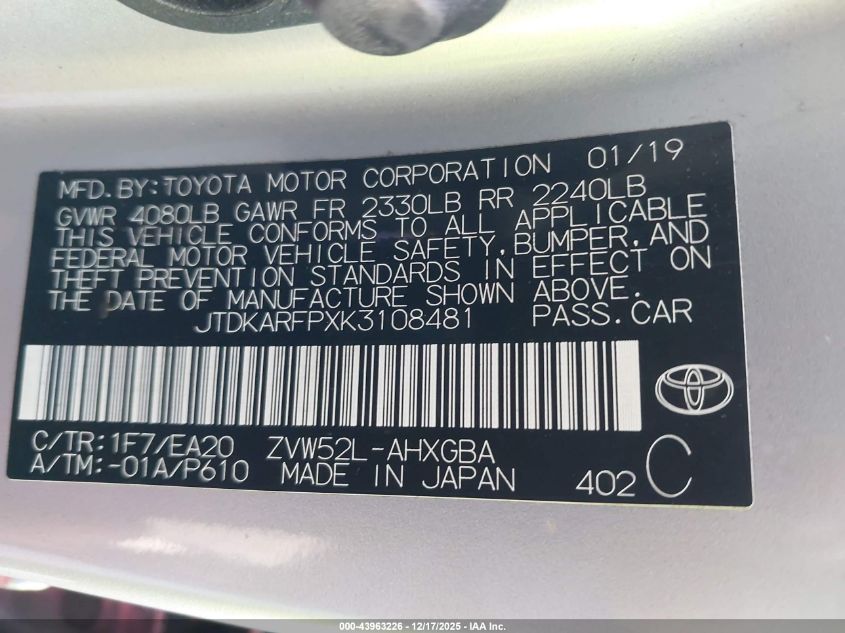 MFD. BY: TOYOTA MOTOR CORPORATION 01/19
GVWR 4080LB GAWR FR 2330LB RR 2240LB
THIS VEHICLE CONFORMS TO ALL APPLICABLE
FEDERAL MOTOR VEHICLE SAFETY, BUMPER, AND
THEFT PREVENTION STANDARDS IN EFFECT ON
THE DATE OF MANUFACTURE SHOWN ABOVE.
JTDKARFPXK3108481 PASS. CAR
C/TR: 1F7/EA20 ZVW52L-AHXGBA
A/TM: -01A/P610 MADE IN JAPAN 402 C
000-43963226 - 12/17/2025 - IAA Inc.